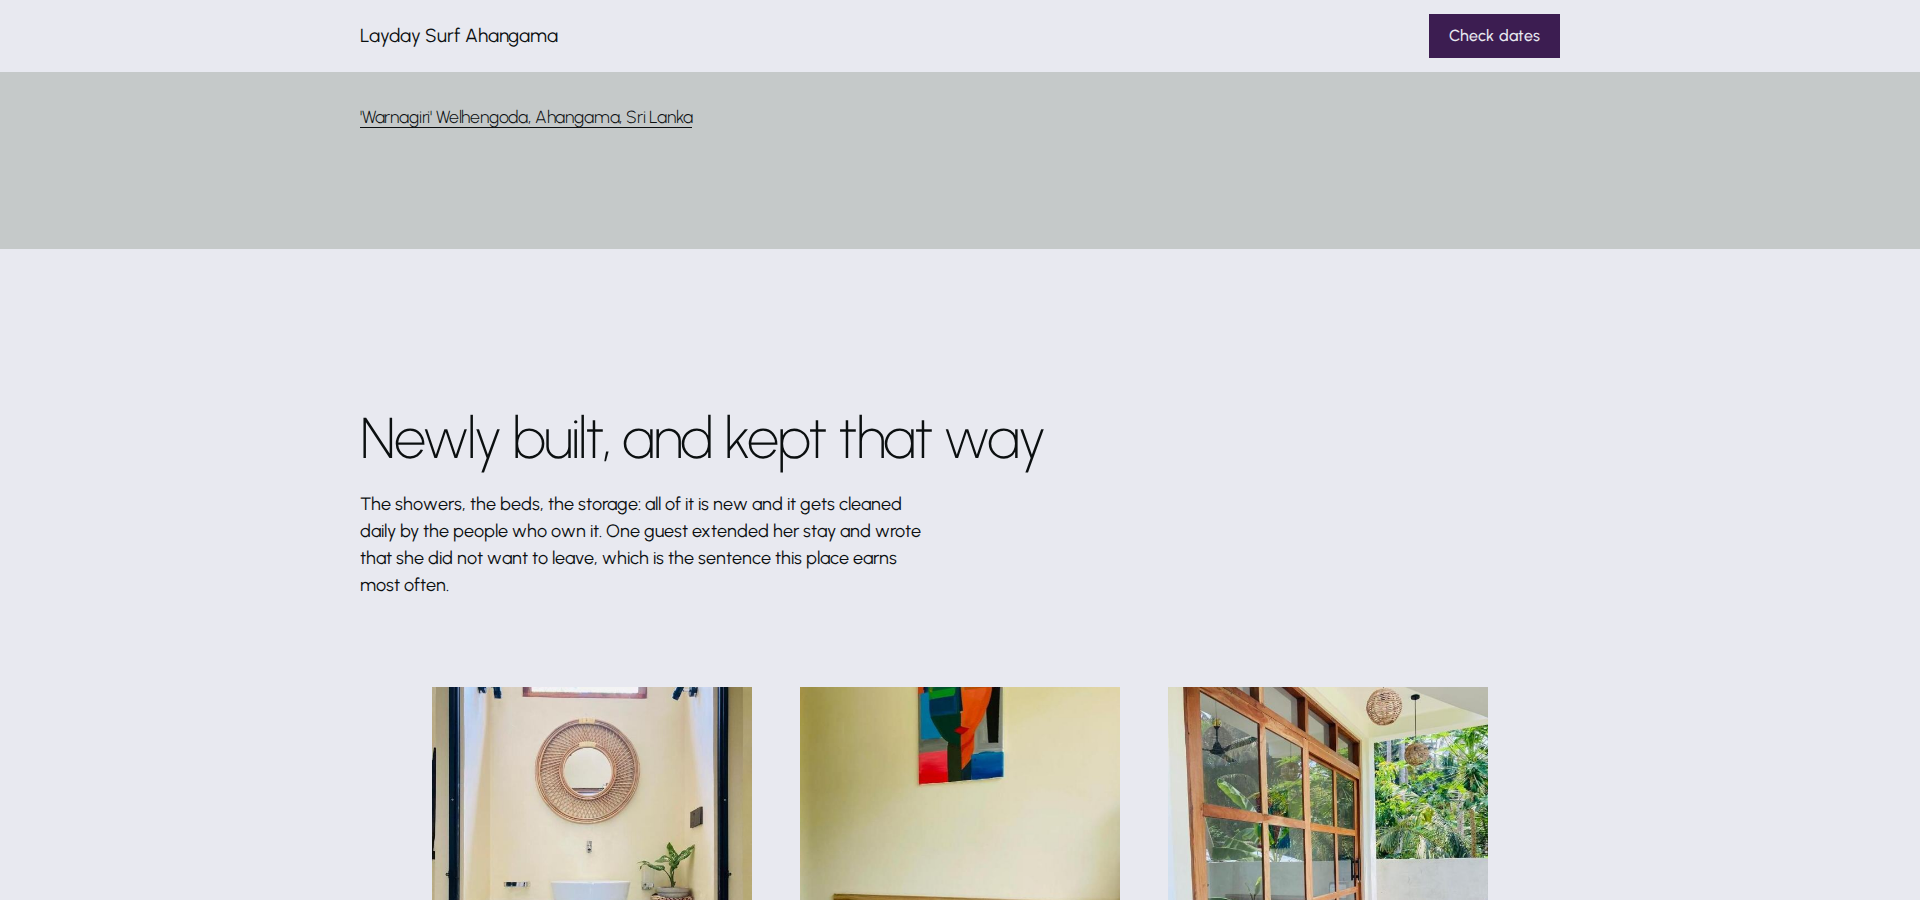 Layday Surf Ahangama
Check dates
'Warnagiri' Welhengoda, Ahangama, Sri Lanka
Newly built, and kept that way
The showers, the beds, the storage: all of it is new and it gets cleaned
daily by the people who own it. One guest extended her stay and wrote
that she did not want to leave, which is the sentence this place earns
most often.